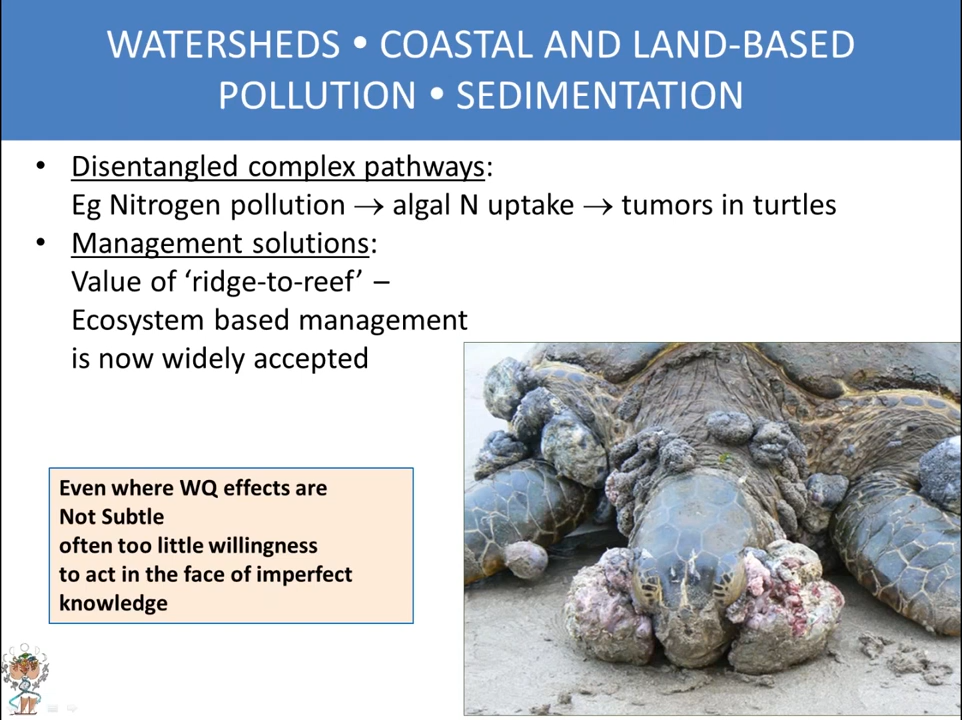 WATERSHEDS • COASTAL AND LAND-BASED
POLLUTION • SEDIMENTATION
• Disentangled complex pathways:
Eg Nitrogen pollution → algal N uptake → tumors in turtles
• Management solutions:
Value of ‘ridge-to-reef’ –
Ecosystem based management
is now widely accepted
Even where WQ effects are
Not Subtle
often too little willingness
to act in the face of imperfect
knowledge